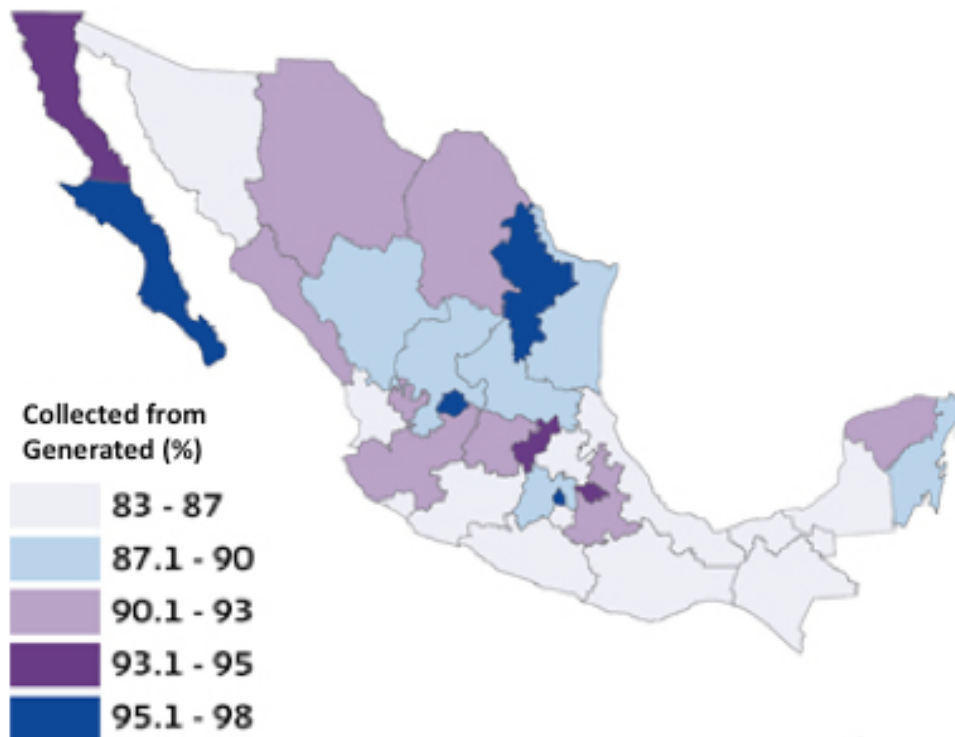 Collected from
Generated (%)
83 - 87
87.1 - 90
90.1 - 93
93.1 - 95
95.1 - 98